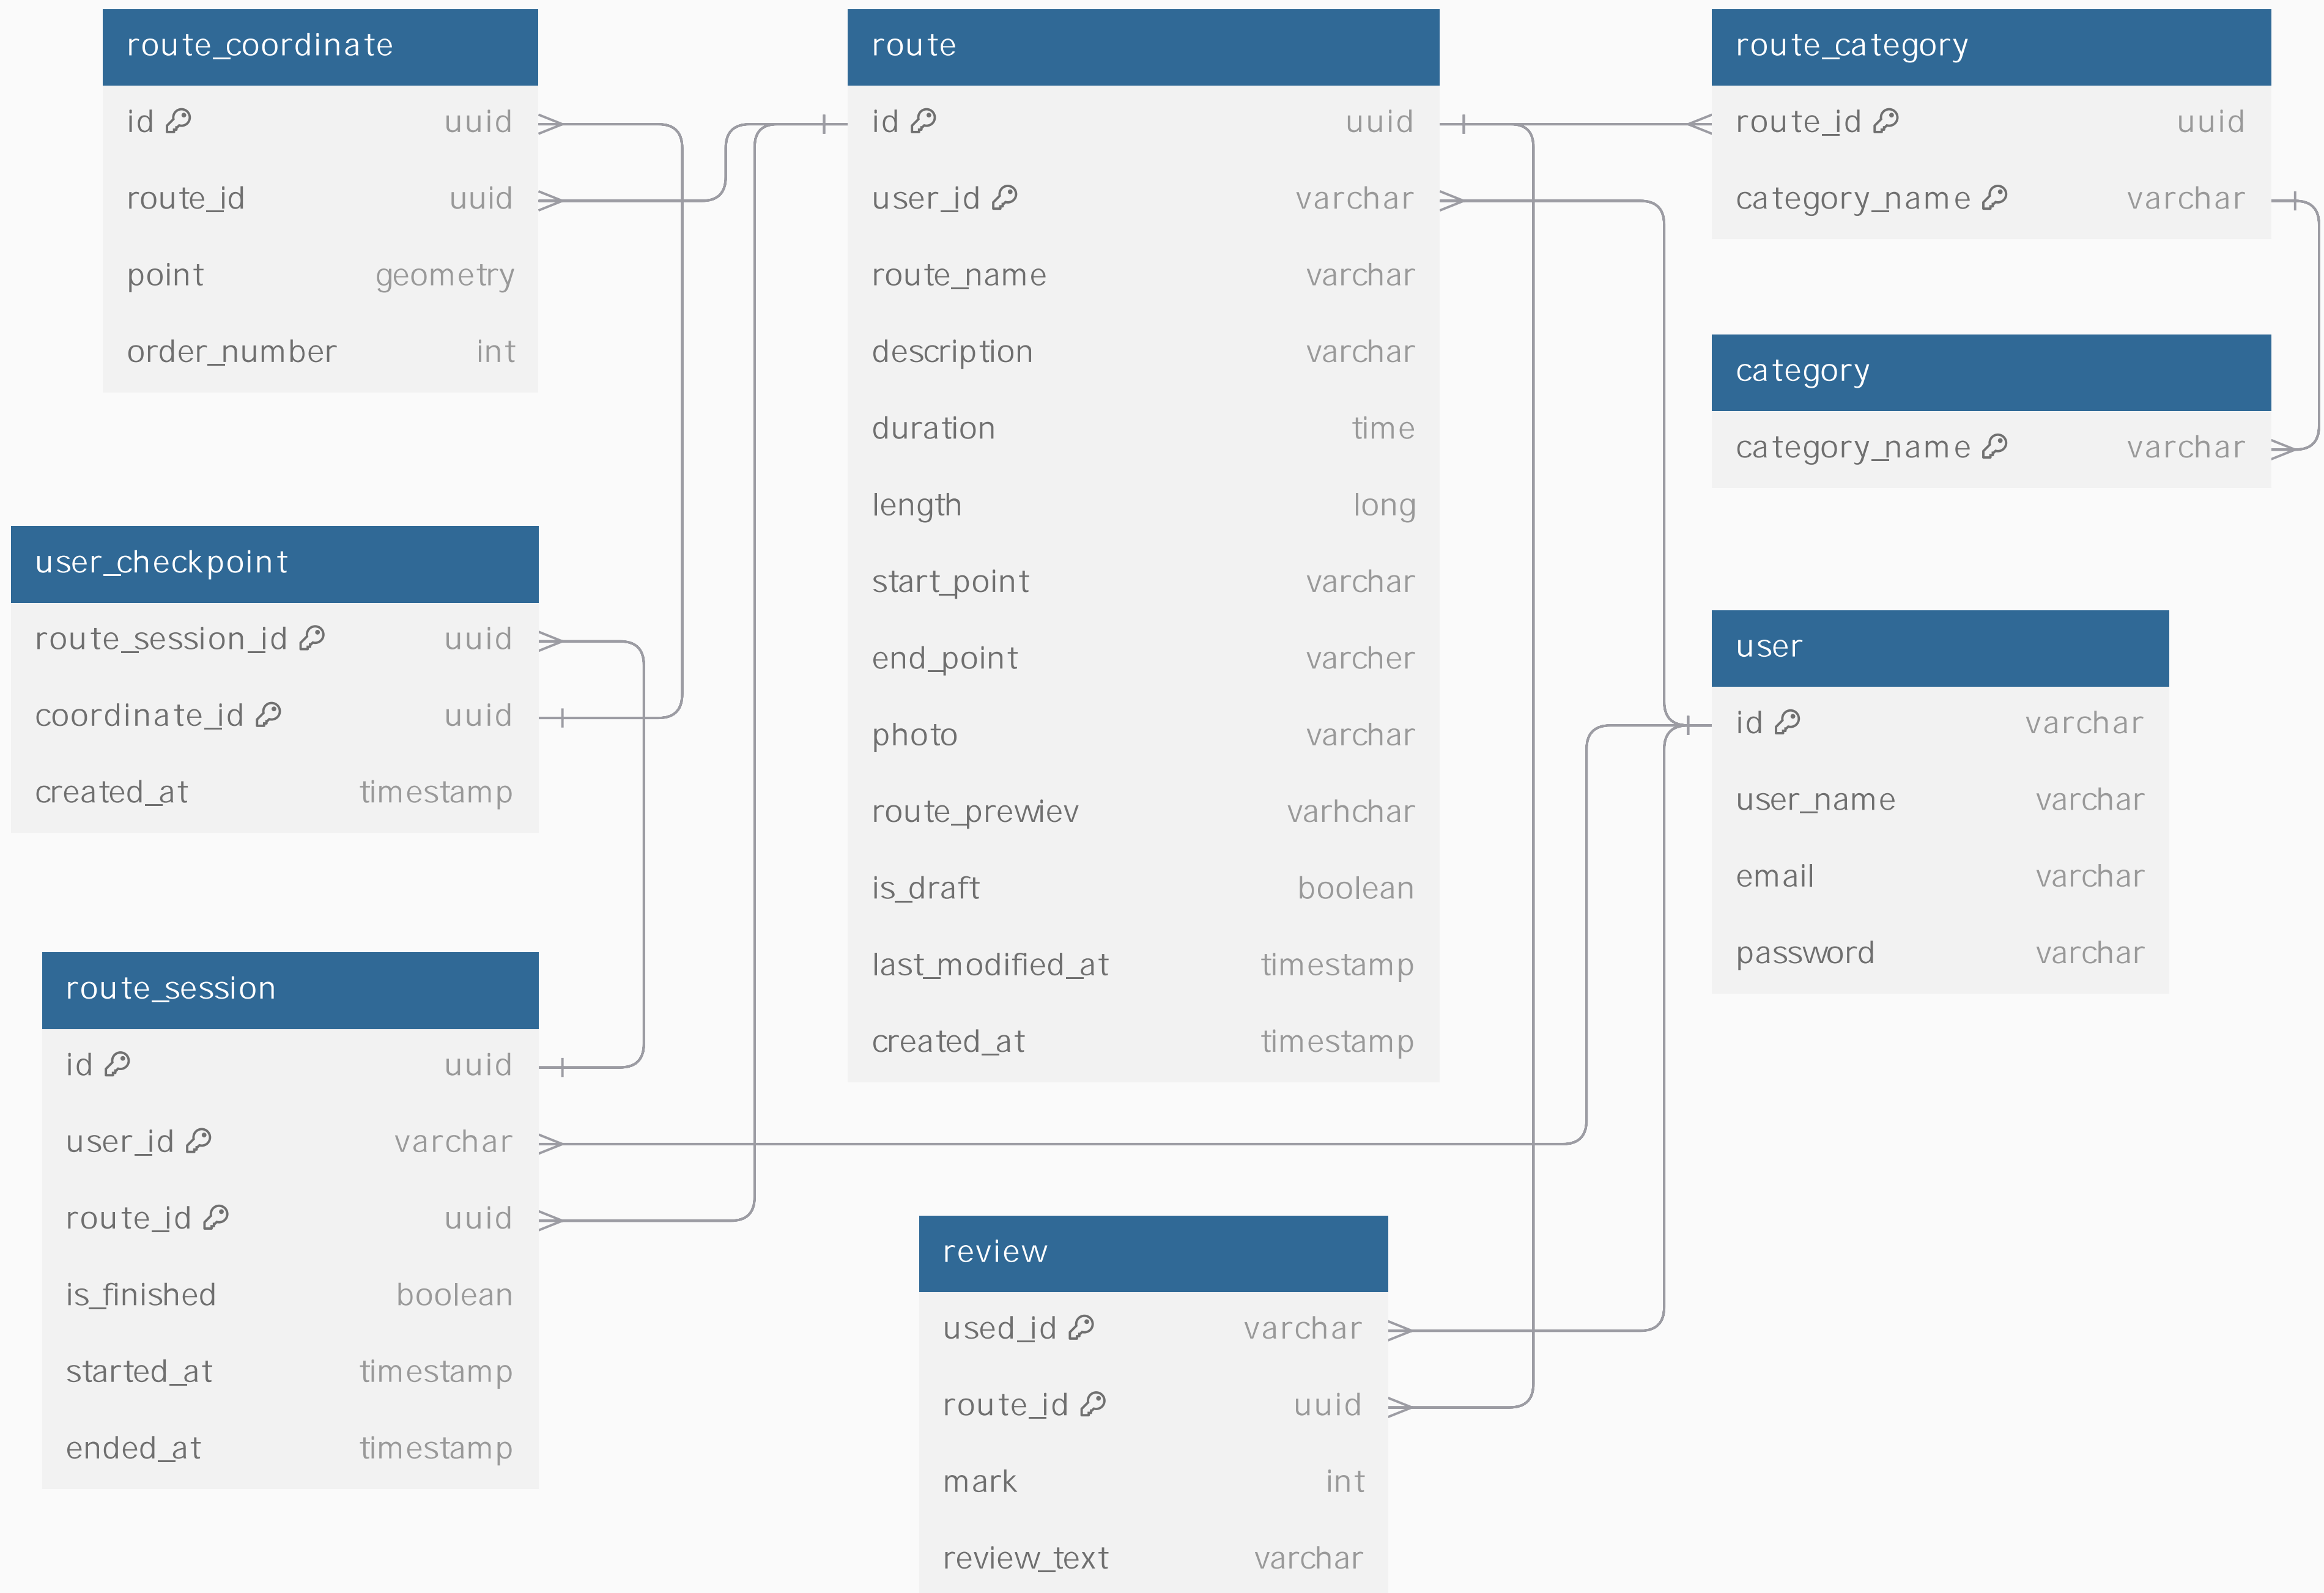 route_coordinate
id uuid
route_id uuid
point geometry
order_number int
route
id uuid
user_id varchar
route_name varchar
description varchar
duration time
length long
start_point varchar
end_point varcher
photo varchar
route_prewiev varhchar
is_draft boolean
last_modified_at timestamp
created_at timestamp
route_category
route_id uuid
category_name varchar
category
category_name varchar
user_checkpoint
route_session_id uuid
coordinate_id uuid
created_at timestamp
user
id varchar
user_name varchar
email varchar
password varchar
route_session
id uuid
user_id varchar
route_id uuid
is_finished boolean
started_at timestamp
ended_at timestamp
review
used_id varchar
route_id uuid
mark int
review_text varchar